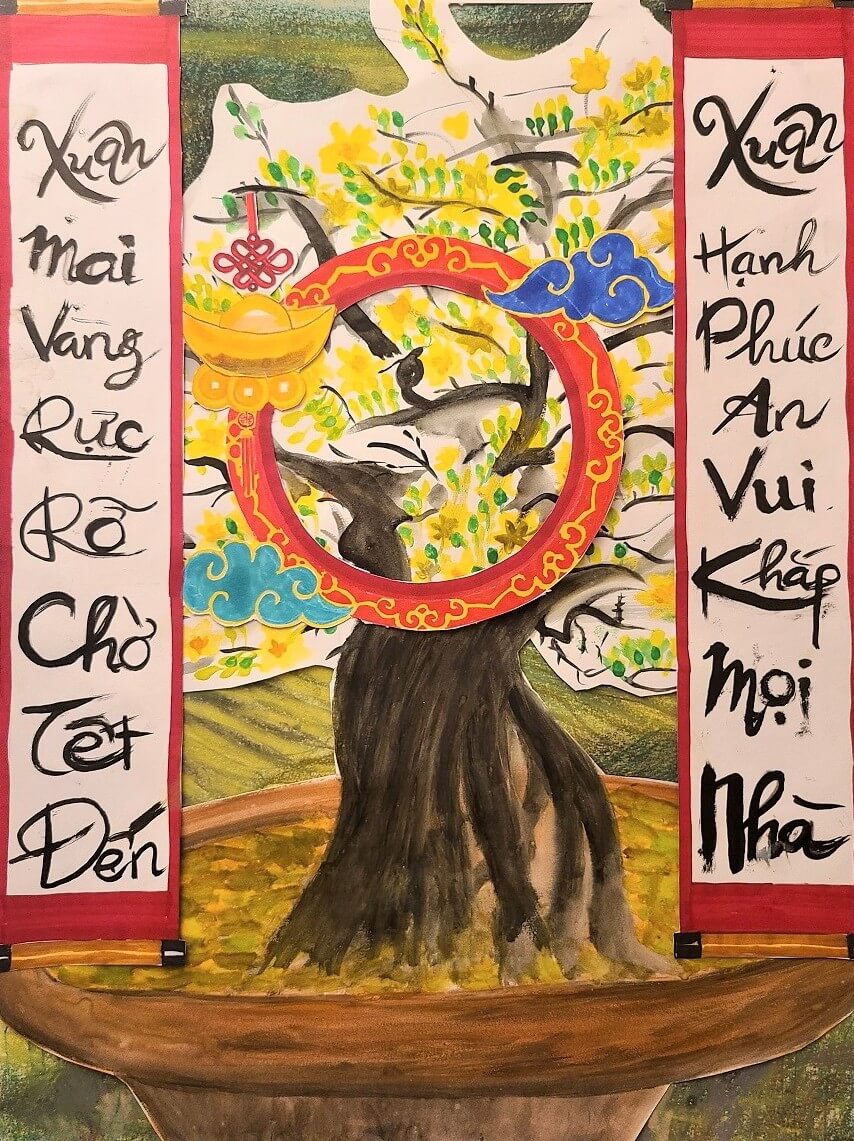 Xuân
Mai
Vàng
Rực
Rỡ
Chờ
Tết
Đến
Xuân
Hạnh
Phúc
An
Vui
Khắp
Mọi
Nhà